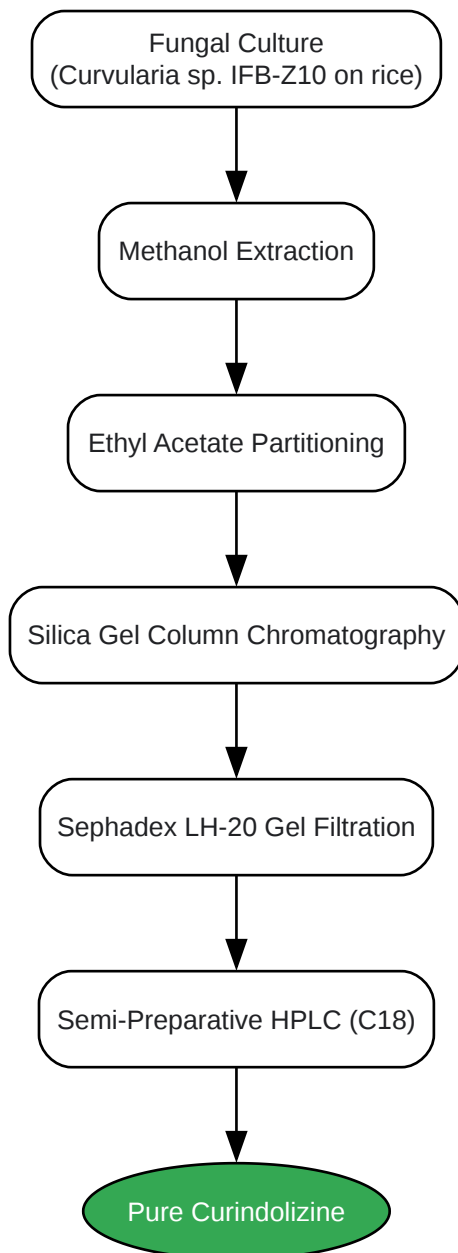 Fungal Culture
(Curvularia sp. IFB-Z10 on rice)
Methanol Extraction
Ethyl Acetate Partitioning
Silica Gel Column Chromatography
Sephadex LH-20 Gel Filtration
Semi-Preparative HPLC (C18)
Pure Curindolizine